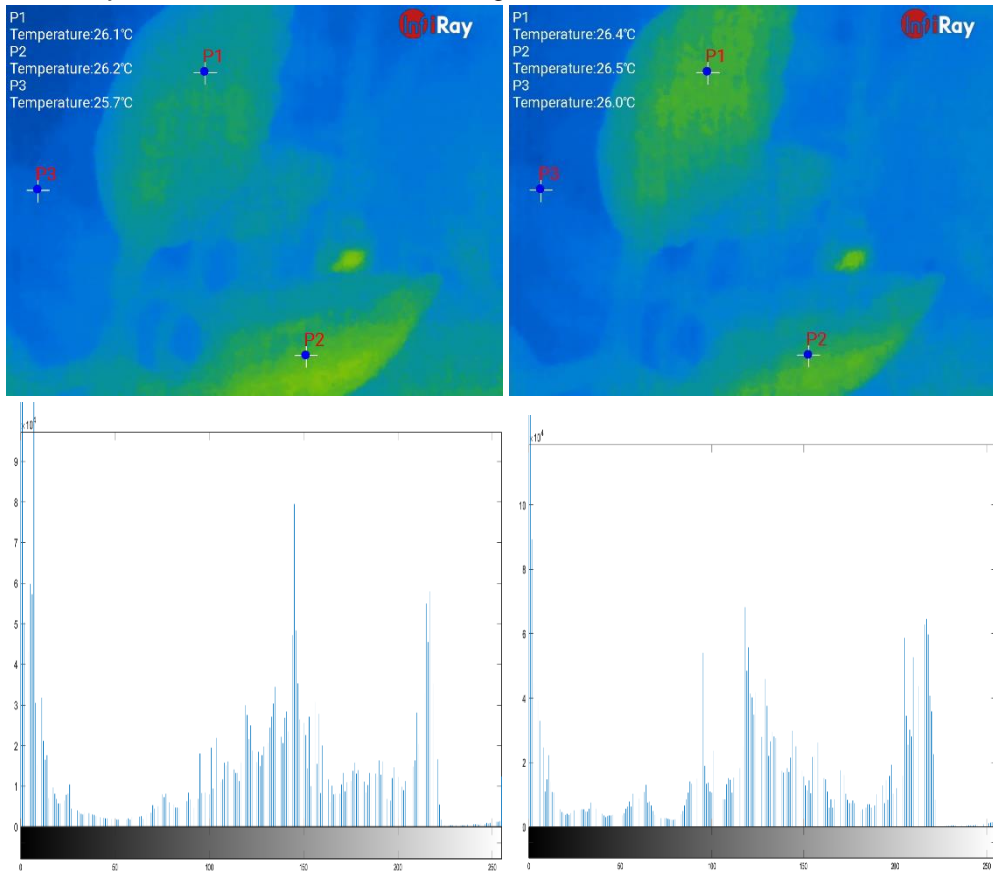 P1
Temperature:26.1℃
P2
Temperature:26.2℃
P3
Temperature:25.7℃
InfiRay
P1
P3
P2
P1
Temperature:26.4℃
P2
Temperature:26.5℃
P3
Temperature:26.0℃
InfiRay
P1
P3
P2
9
8
7
6
5
4
3
2
1
0
0 50 100 150 200 250
×10⁴
10
8
6
4
2
0
0 50 100 150 200 250